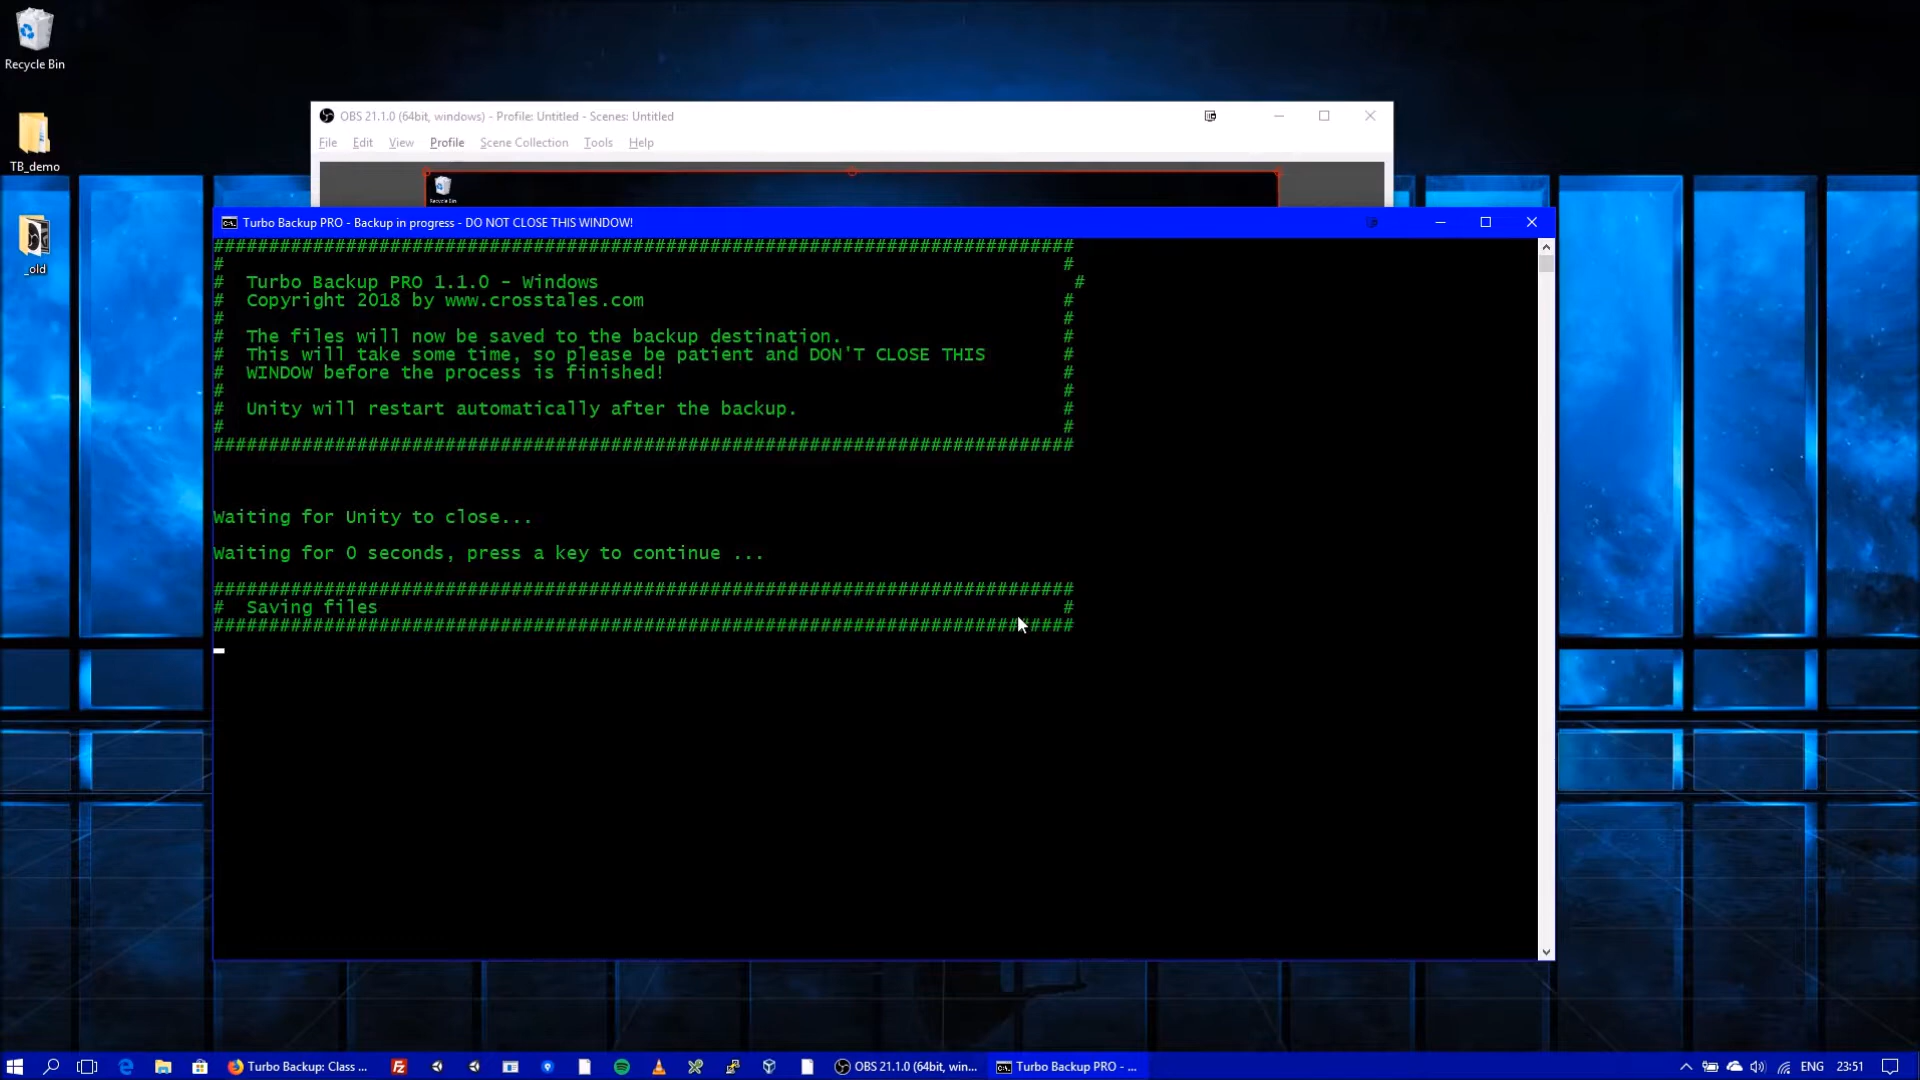 Recycle Bin
TB_demo
_old
OBS 21.1.0 (64bit, windows) - Profile: Untitled - Scenes: Untitled
File Edit View Profile Scene Collection Tools Help
Recycle Bin
Turbo Backup PRO - Backup in progress - DO NOT CLOSE THIS WINDOW!
##############################################################################
# #
# Turbo Backup PRO 1.1.0 - Windows #
# Copyright 2018 by www.crosstales.com #
# #
# The files will now be saved to the backup destination. #
# This will take some time, so please be patient and DON'T CLOSE THIS #
# WINDOW before the process is finished! #
# #
# Unity will restart automatically after the backup. #
# #
##############################################################################
Waiting for Unity to close...
Waiting for 0 seconds, press a key to continue ...
##############################################################################
# Saving files #
##############################################################################
Turbo Backup: Class ...
OBS 21.1.0 (64bit, win...
Turbo Backup PRO - ...
ENG
23:51